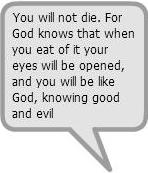 You will not die. For
God knows that when
you eat of it your
eyes will be opened,
and you will be like
God, knowing good
and evil